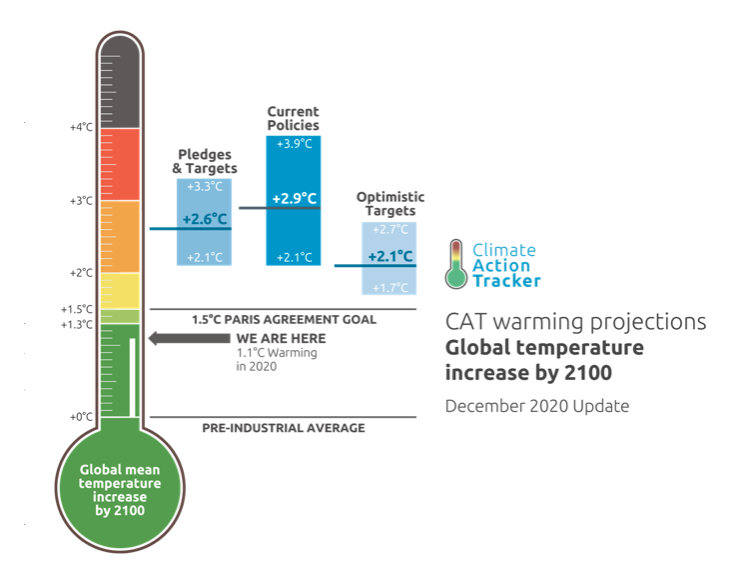 +4°C
+3°C
+2°C
+1.5°C
+1.3°C
+0°C
Pledges
& Targets
+3.3°C
+2.6°C
+2.1°C
Current
Policies
+3.9°C
+2.9°C
+2.1°C
Optimistic
Targets
+2.7°C
+2.1°C
+1.7°C
1.5°C PARIS AGREEMENT GOAL
WE ARE HERE
1.1°C Warming
in 2020
PRE-INDUSTRIAL AVERAGE
Global mean
temperature
increase
by 2100
Climate
Action
Tracker
CAT warming projections
Global temperature
increase by 2100
December 2020 Update